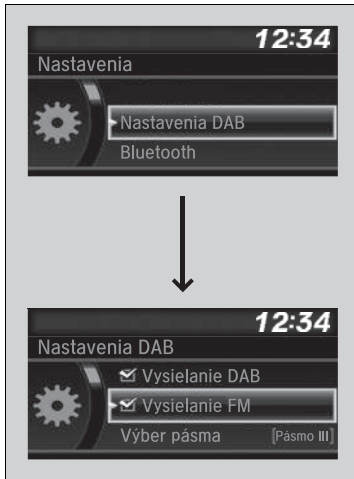 12:34
Nastavenia
Nastavenia DAB
Bluetooth
12:34
Nastavenia DAB
Vysielanie DAB
Vysielanie FM
Výber pásma [Pásmo III]